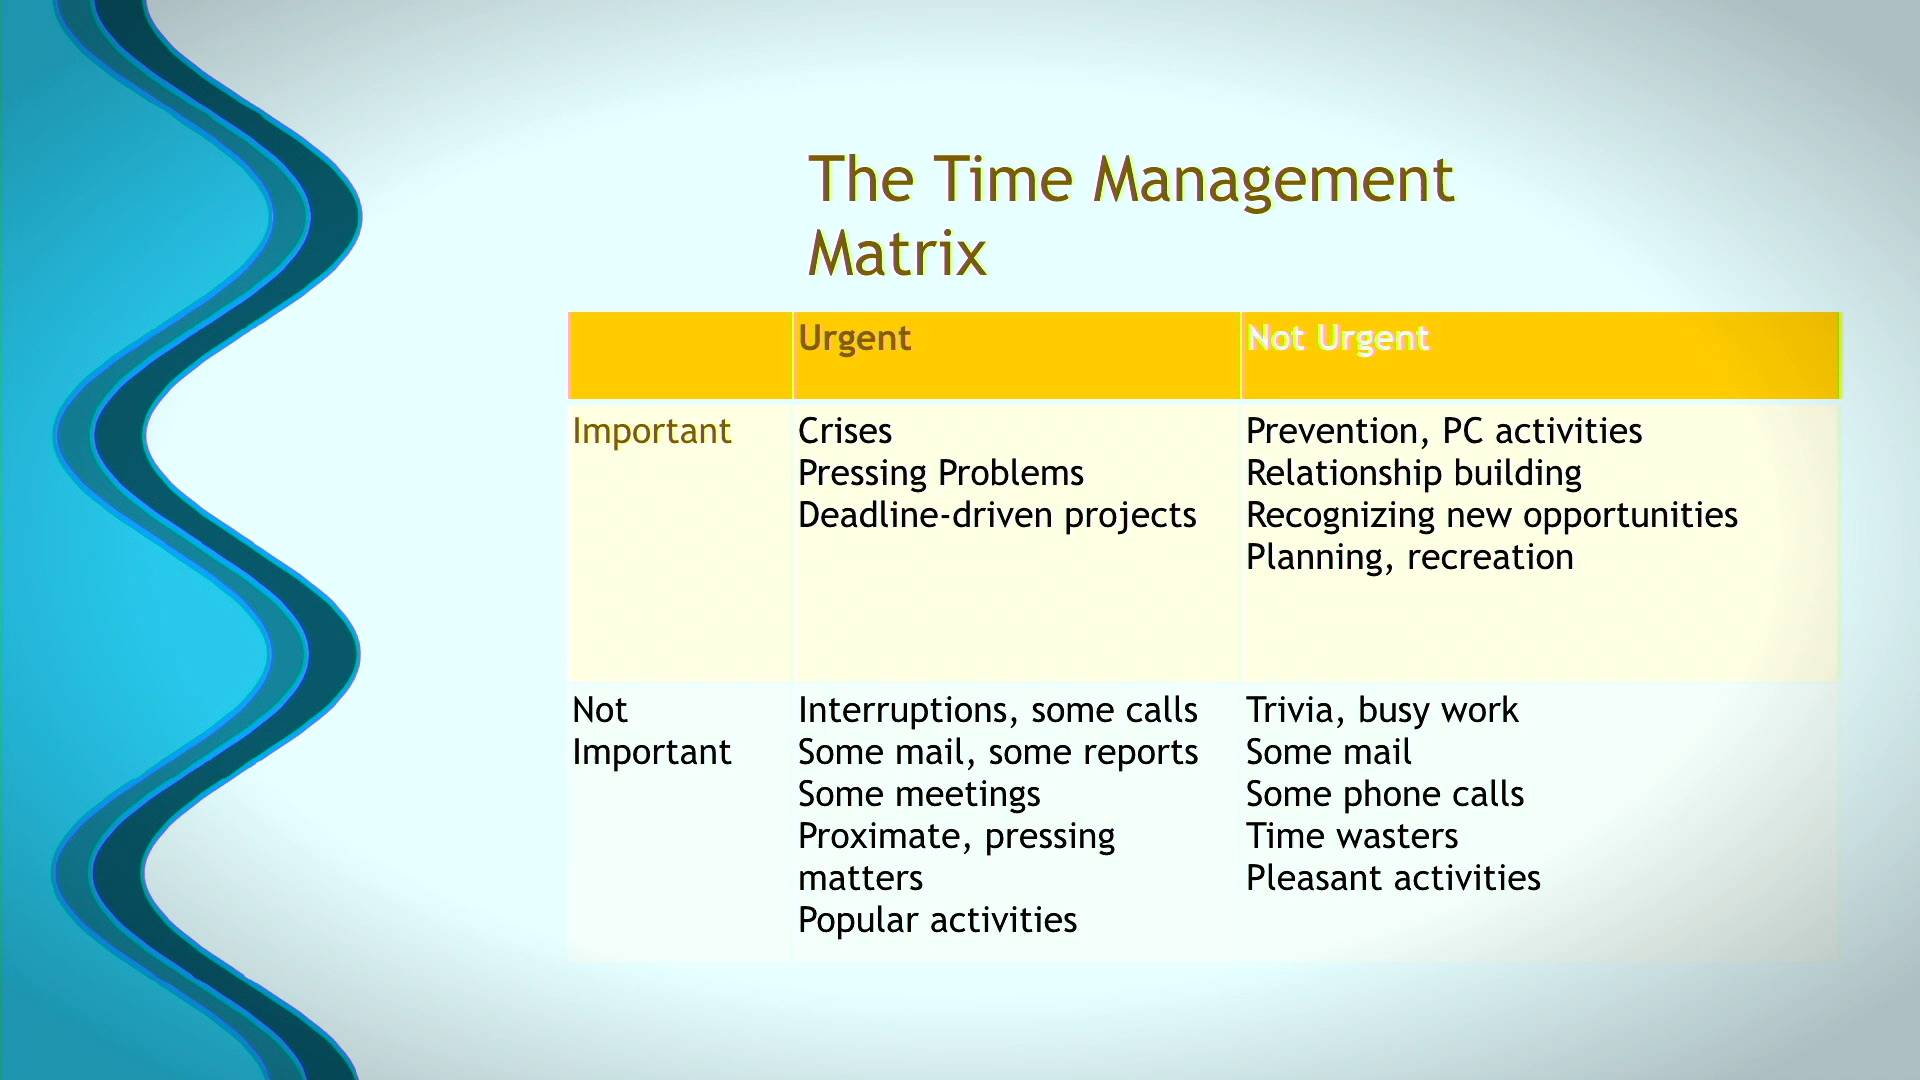 The Time Management
Matrix
Urgent
Not Urgent
Important
Crises
Pressing Problems
Deadline-driven projects
Prevention, PC activities
Relationship building
Recognizing new opportunities
Planning, recreation
Not
Important
Interruptions, some calls
Some mail, some reports
Some meetings
Proximate, pressing
matters
Popular activities
Trivia, busy work
Some mail
Some phone calls
Time wasters
Pleasant activities